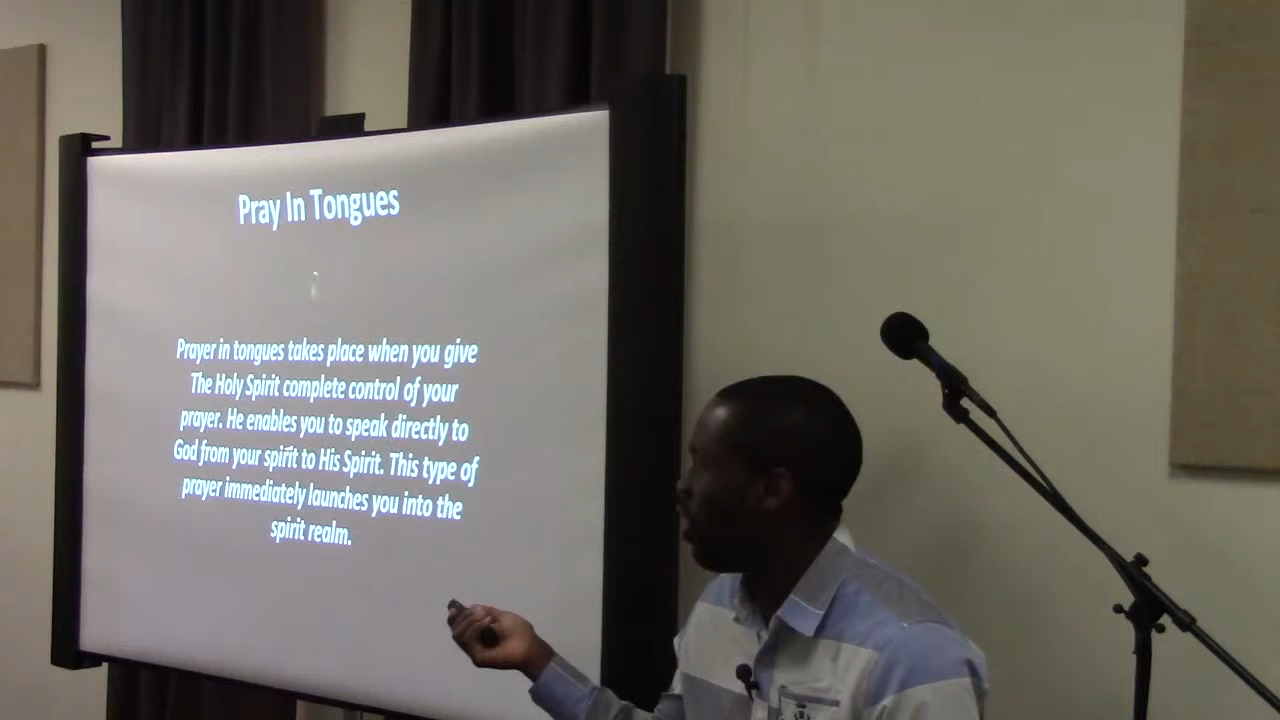 Pray In Tongues
Prayer in tongues takes place when you give
The Holy Spirit complete control of your
prayer. He enables you to speak directly to
God from your spirit to His Spirit. This type of
prayer immediately launches you into the
spirit realm.